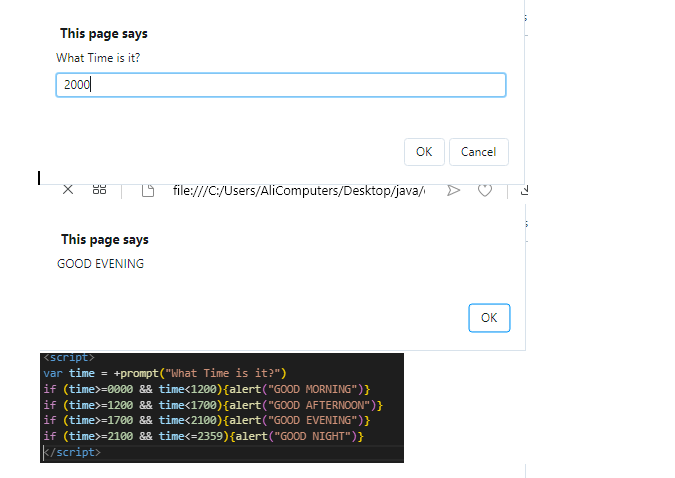 This page says
What Time is it?
2000
OK Cancel
file:///C:/Users/AliComputers/Desktop/java/
This page says
GOOD EVENING
OK
<script>
var time = +prompt("What Time is it?")
if (time>=0000 && time<1200){alert("GOOD MORNING")}
if (time>=1200 && time<1700){alert("GOOD AFTERNOON")}
if (time>=1700 && time<2100){alert("GOOD EVENING")}
if (time>=2100 && time<=2359){alert("GOOD NIGHT")}
</script>